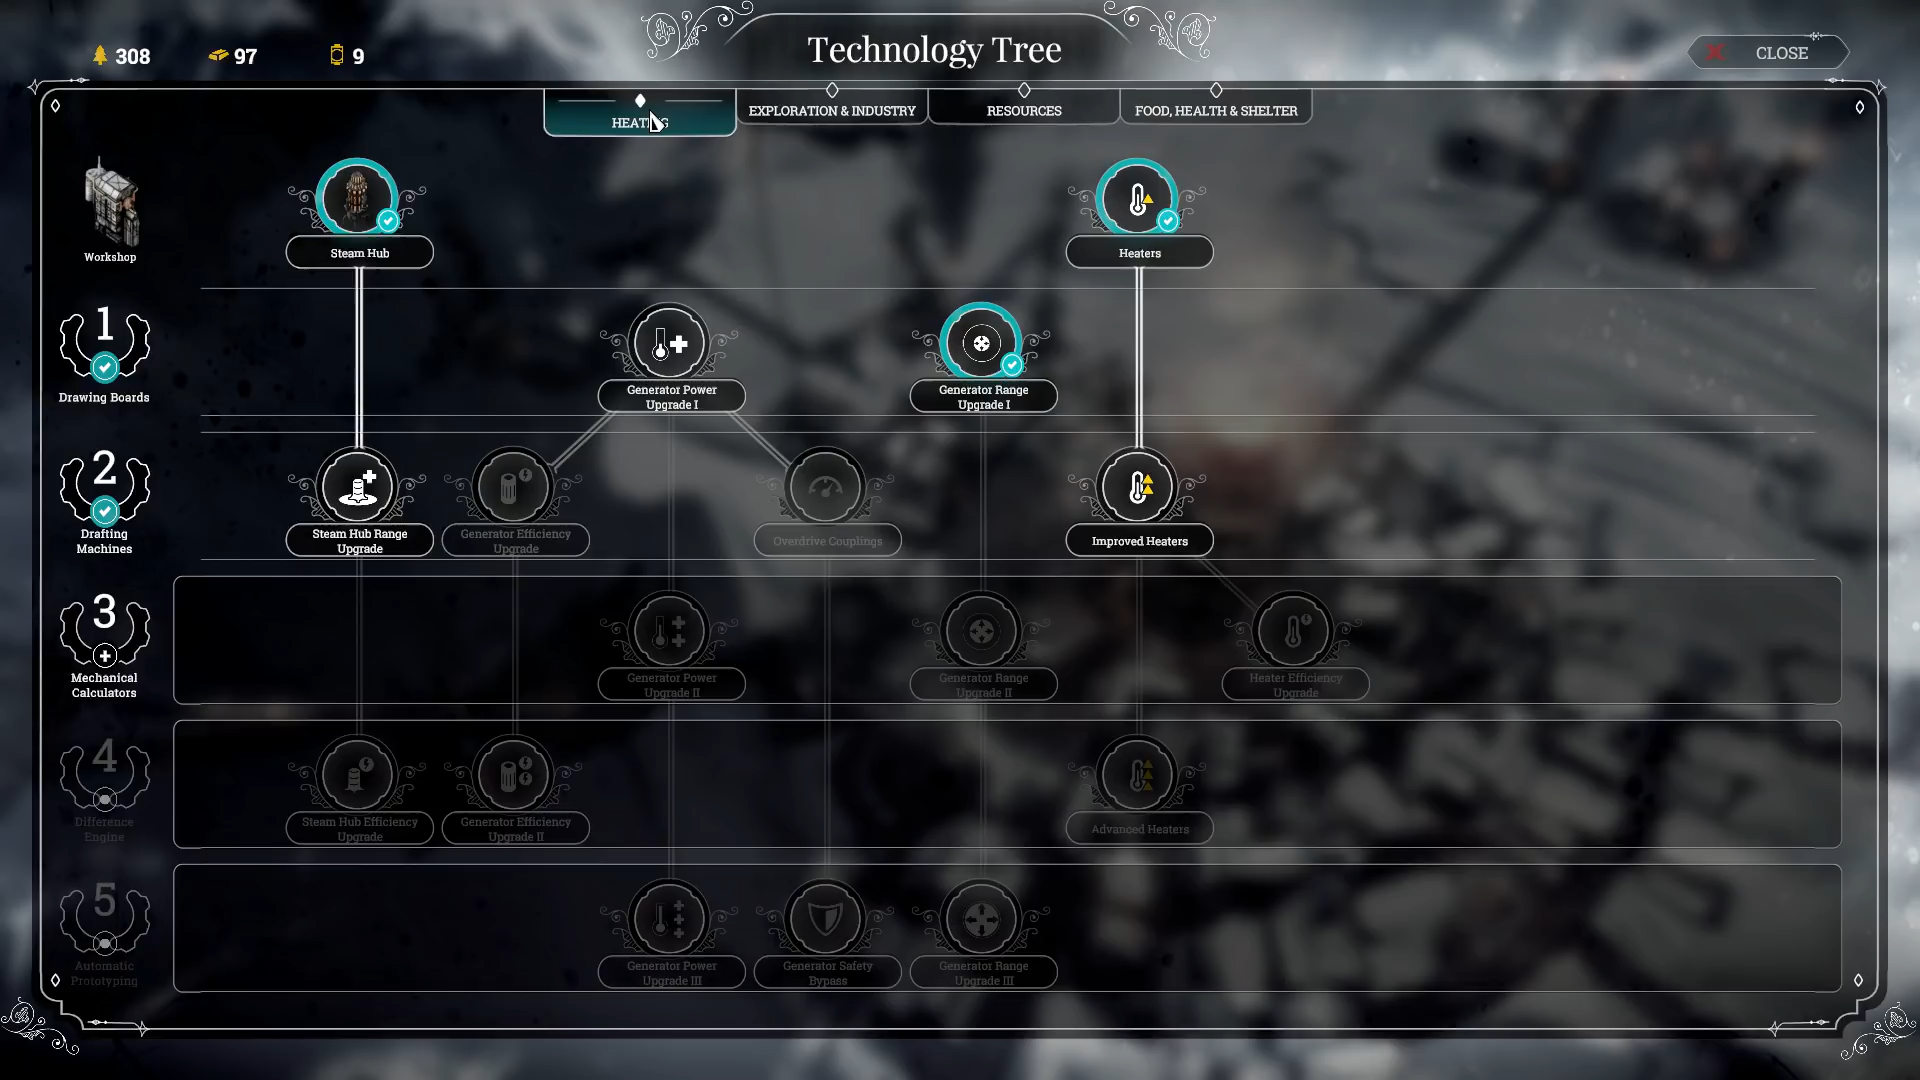 308
97
9
Technology Tree
CLOSE
HEATING
EXPLORATION & INDUSTRY
RESOURCES
FOOD, HEALTH & SHELTER
Workshop
Steam Hub
Heaters
1
Drawing Boards
Generator Power
Upgrade I
Generator Range
Upgrade I
2
Drafting
Machines
Steam Hub Range
Upgrade
Generator Efficiency
Upgrade
Overdrive Couplings
Improved Heaters
3
Mechanical
Calculators
Generator Power
Upgrade II
Generator Range
Upgrade II
Heater Efficiency
Upgrade
4
Difference
Engine
Steam Hub Efficiency
Upgrade
Generator Efficiency
Upgrade II
Advanced Heaters
5
Automatic
Prototyping
Generator Power
Upgrade III
Generator Safety
Bypass
Generator Range
Upgrade III